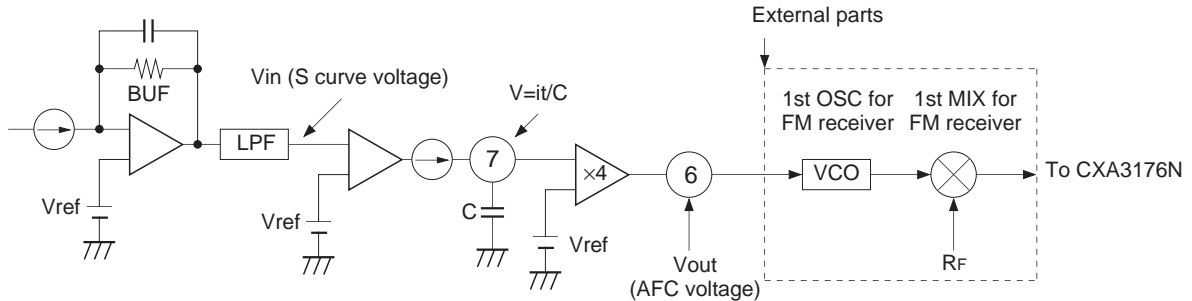 External parts
BUF
Vin (S curve voltage)
V=it/C
1st OSC for
FM receiver
1st MIX for
FM receiver
LPF
7
×4
6
VCO
To CXA3176N
Vref
Vref
C
Vref
Vout
(AFC voltage)
RF